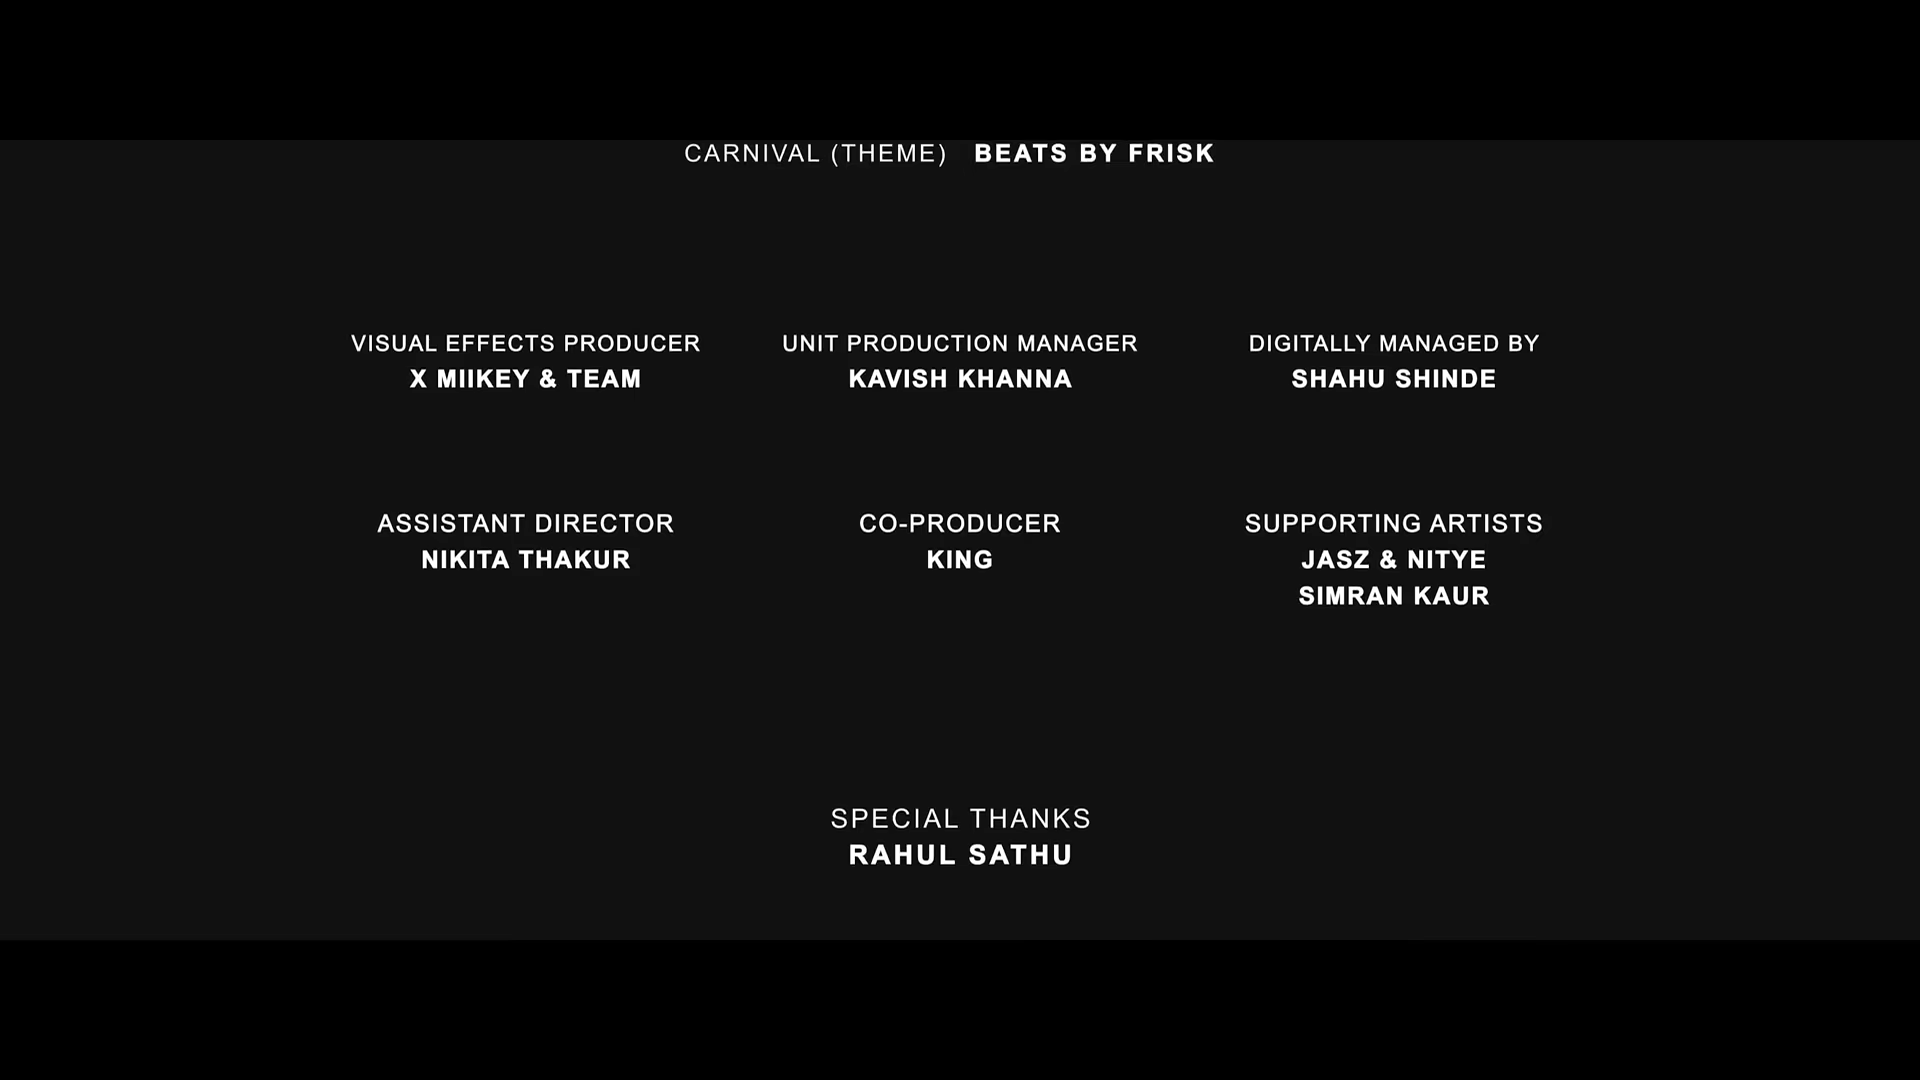 CARNIVAL (THEME) BEATS BY FRISK
VISUAL EFFECTS PRODUCER
X MIIKEY & TEAM
UNIT PRODUCTION MANAGER
KAVISH KHANNA
DIGITALLY MANAGED BY
SHAHU SHINDE
ASSISTANT DIRECTOR
NIKITA THAKUR
CO-PRODUCER
KING
SUPPORTING ARTISTS
JASZ & NITYE
SIMRAN KAUR
SPECIAL THANKS
RAHUL SATHU